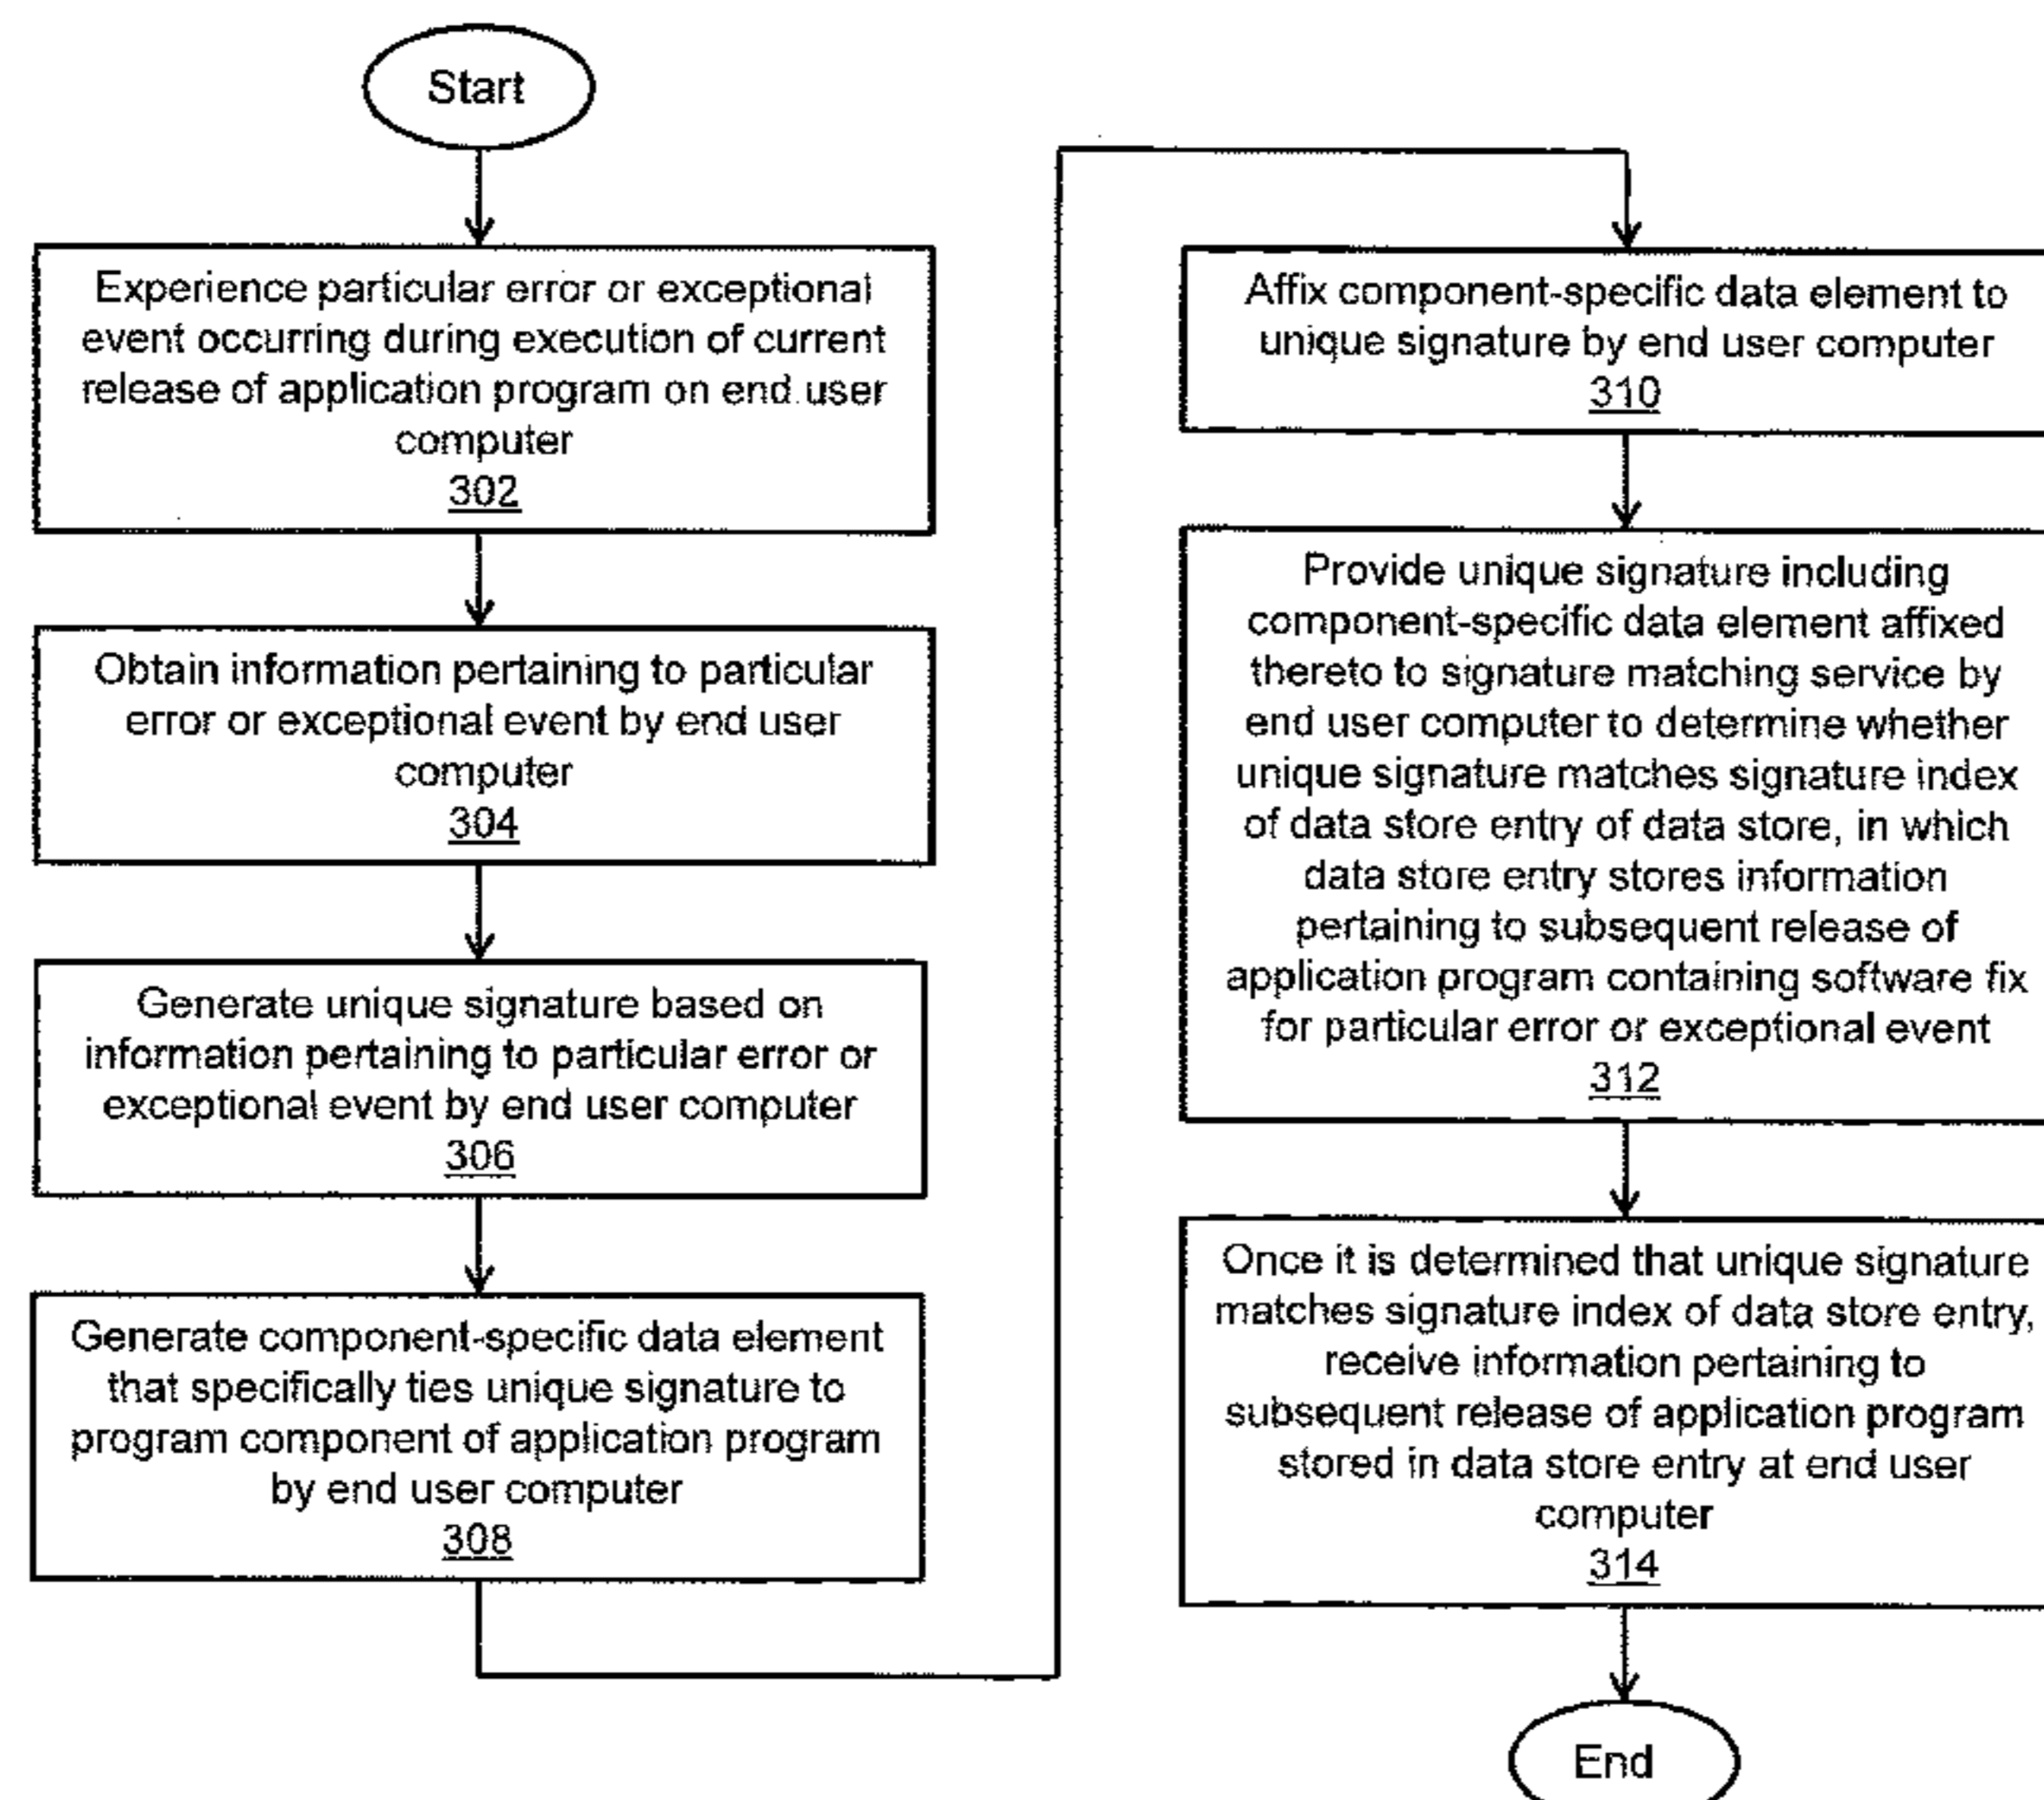 Start
Experience particular error or exceptional
event occurring during execution of current
release of application program on end user
computer
302
Obtain information pertaining to particular
error or exceptional event by end user
computer
304
Generate unique signature based on
information pertaining to particular error or
exceptional event by end user computer
306
Generate component-specific data element
that specifically ties unique signature to
program component of application program
by end user computer
308
Affix component-specific data element to
unique signature by end user computer
310
Provide unique signature including
component-specific data element affixed
thereto to signature matching service by
end user computer to determine whether
unique signature matches signature index
of data store entry of data store, in which
data store entry stores information
pertaining to subsequent release of
application program containing software fix
for particular error or exceptional event
312
Once it is determined that unique signature
matches signature index of data store entry,
receive information pertaining to
subsequent release of application program
stored in data store entry at end user
computer
314
End